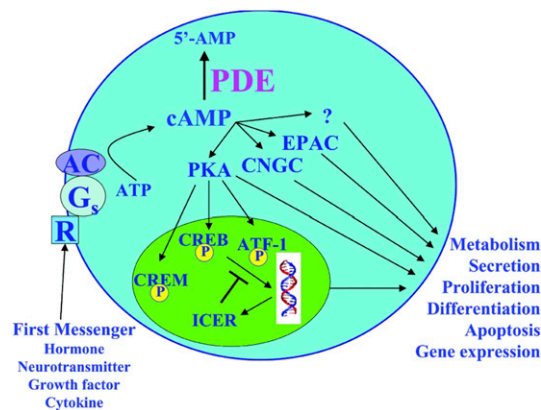 5'-AMP
PDE
cAMP
?
EPAC
CNGC
PKA
AC
Gs
R
ATP
CREB
P
ATF-1
P
CREM
P
ICER
First Messenger
Hormone
Neurotransmitter
Growth factor
Cytokine
Metabolism
Secretion
Proliferation
Differentiation
Apoptosis
Gene expression